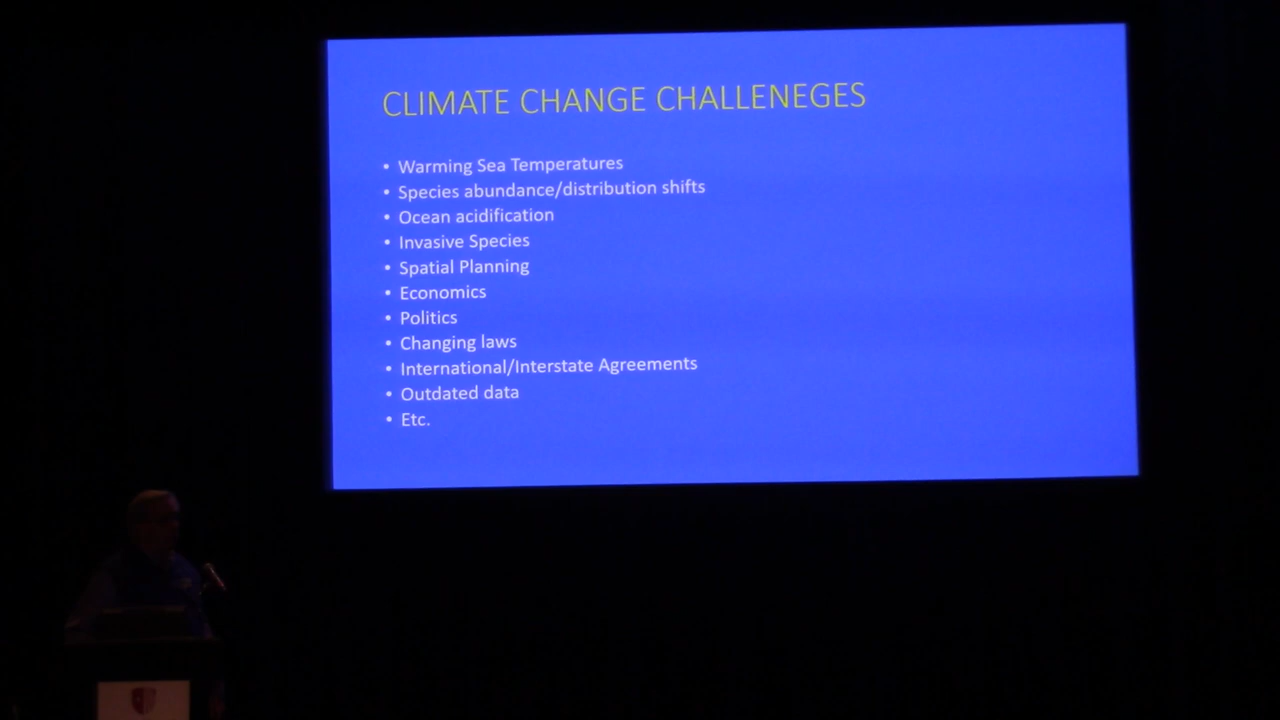 CLIMATE CHANGE CHALLENEGES
• Warming Sea Temperatures
• Species abundance/distribution shifts
• Ocean acidification
• Invasive Species
• Spatial Planning
• Economics
• Politics
• Changing laws
• International/Interstate Agreements
• Outdated data
• Etc.